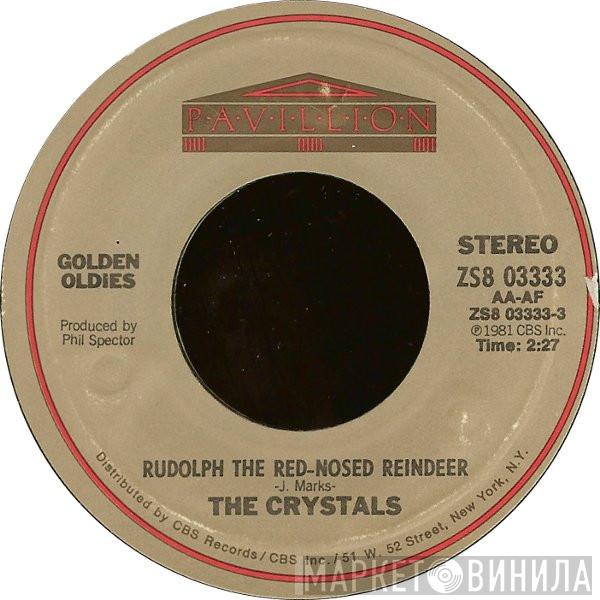 P·A·V·I·L·L·I·O·N
GOLDEN
OLDIES
Produced by
Phil Spector
STEREO
ZS8 03333
AA-AF
ZS8 03333-3
℗1981 CBS Inc.
Time: 2:27
RUDOLPH THE RED-NOSED REINDEER
-J. Marks-
THE CRYSTALS
Distributed by CBS Records/CBS Inc./51 W. 52 Street, New York, N.Y.
МАРКЕТ ВИНИЛА